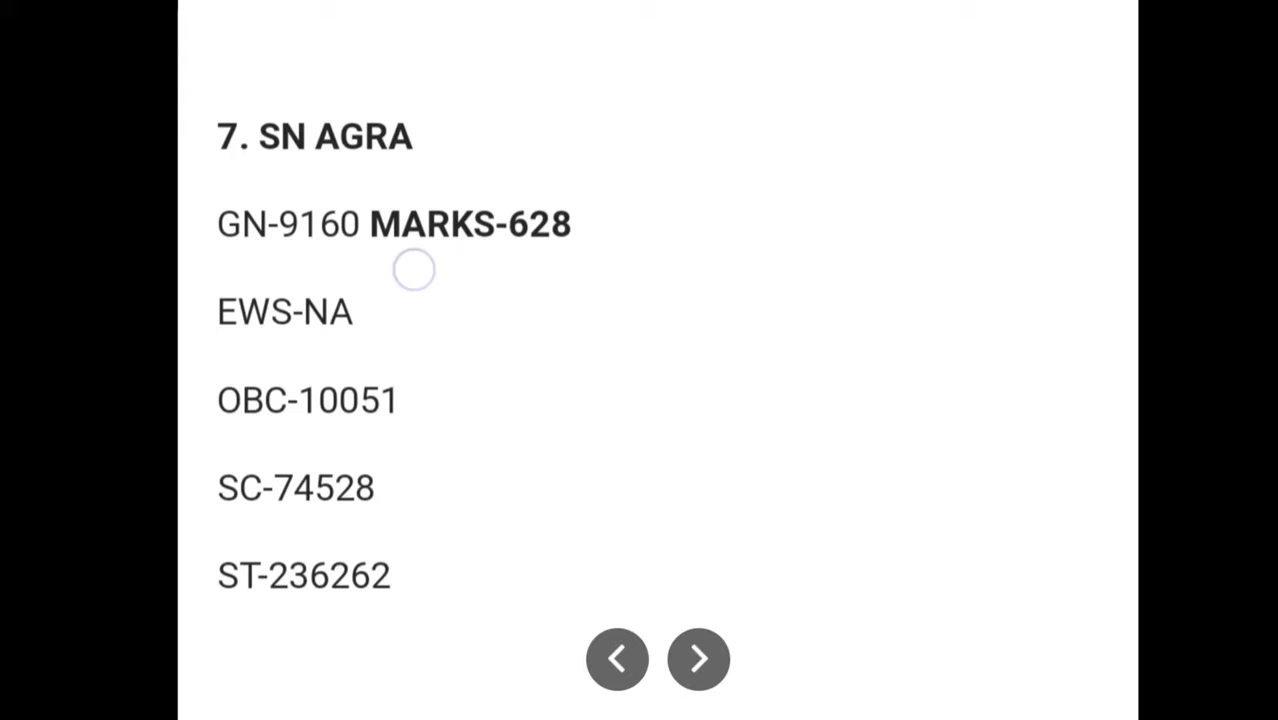 7. SN AGRA
GN-9160 MARKS-628
EWS-NA
OBC-10051
SC-74528
ST-236262